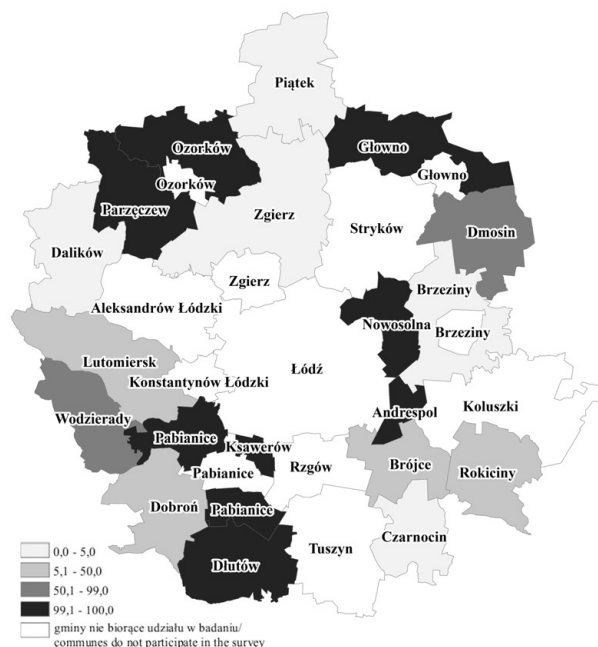 Piątek
Ozorków
Głowno
Ozorków
Głowno
Parzęczew
Zgierz
Stryków
Dmosin
Dalików
Zgierz
Brzeziny
Aleksandrów Łódzki
Nowosolna
Brzeziny
Lutomiersk
Łódź
Konstantynów Łódzki
Andrespol
Koluszki
Wodzierady
Pabianice
Ksawerów
Pabianice
Rzgów
Brójce
Rokiciny
Dobroń
Pabianice
Tuszyn
Czarnocin
Dłutów
0,0 - 5,0
5,1 - 50,0
50,1 - 99,0
99,1 - 100,0
gminy nie biorące udziału w badaniu/
communes do not participate in the survey